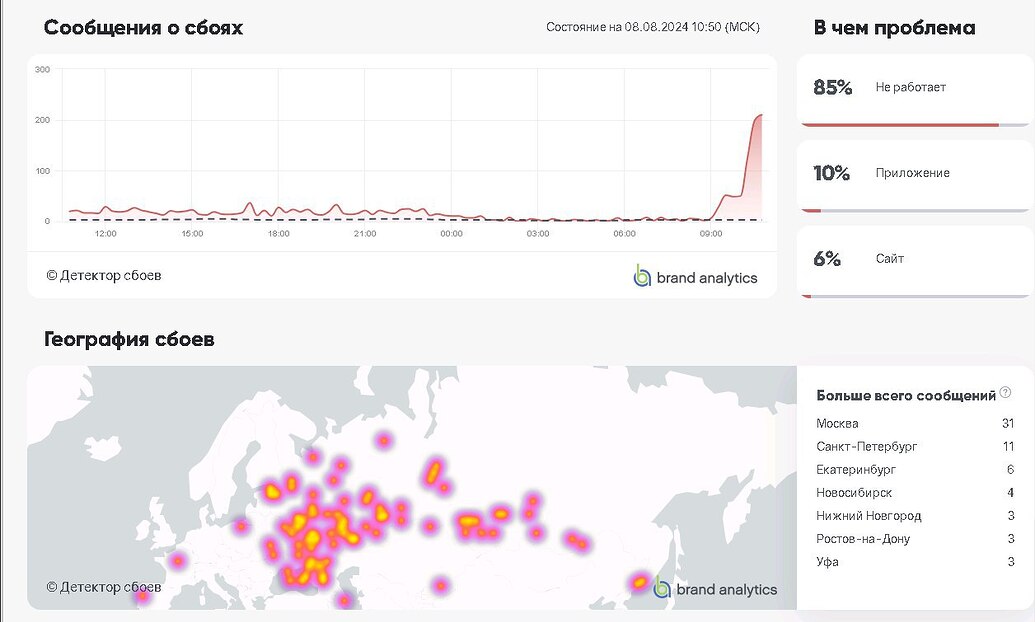 Сообщения о сбоях
Состояние на 08.08.2024 10:50 (МСК)
300
200
100
0
12:00 15:00 18:00 21:00 00:00 03:00 06:00 09:00
© Детектор сбоев
brand analytics
В чем проблема
85% Не работает
10% Приложение
6% Сайт
География сбоев
© Детектор сбоев
brand analytics
Больше всего сообщений ?
Москва 31
Санкт-Петербург 11
Екатеринбург 6
Новосибирск 4
Нижний Новгород 3
Ростов-на-Дону 3
Уфа 3